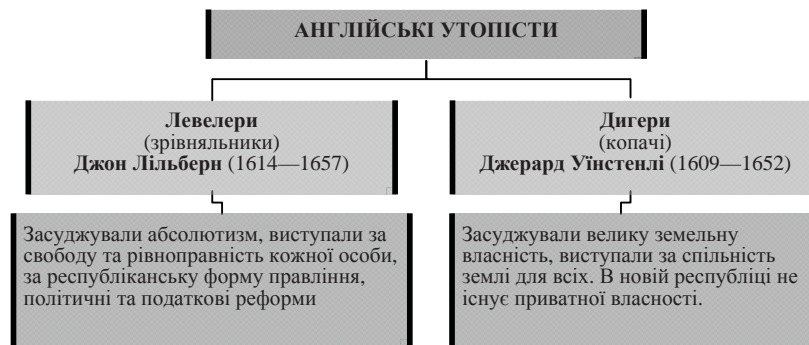 АНГЛІЙСЬКІ УТОПІСТИ
Левелери
(зрівняльники)
Джон Лільберн (1614—1657)
Дигери
(копачі)
Джерард Уїнстенлі (1609—1652)
Засуджували абсолютизм, виступали за
свободу та рівноправність кожної особи,
за республіканську форму правління,
політичні та податкові реформи
Засуджували велику земельну
власність, виступали за спільність
землі для всіх. В новій республіці не
існує приватної власності.